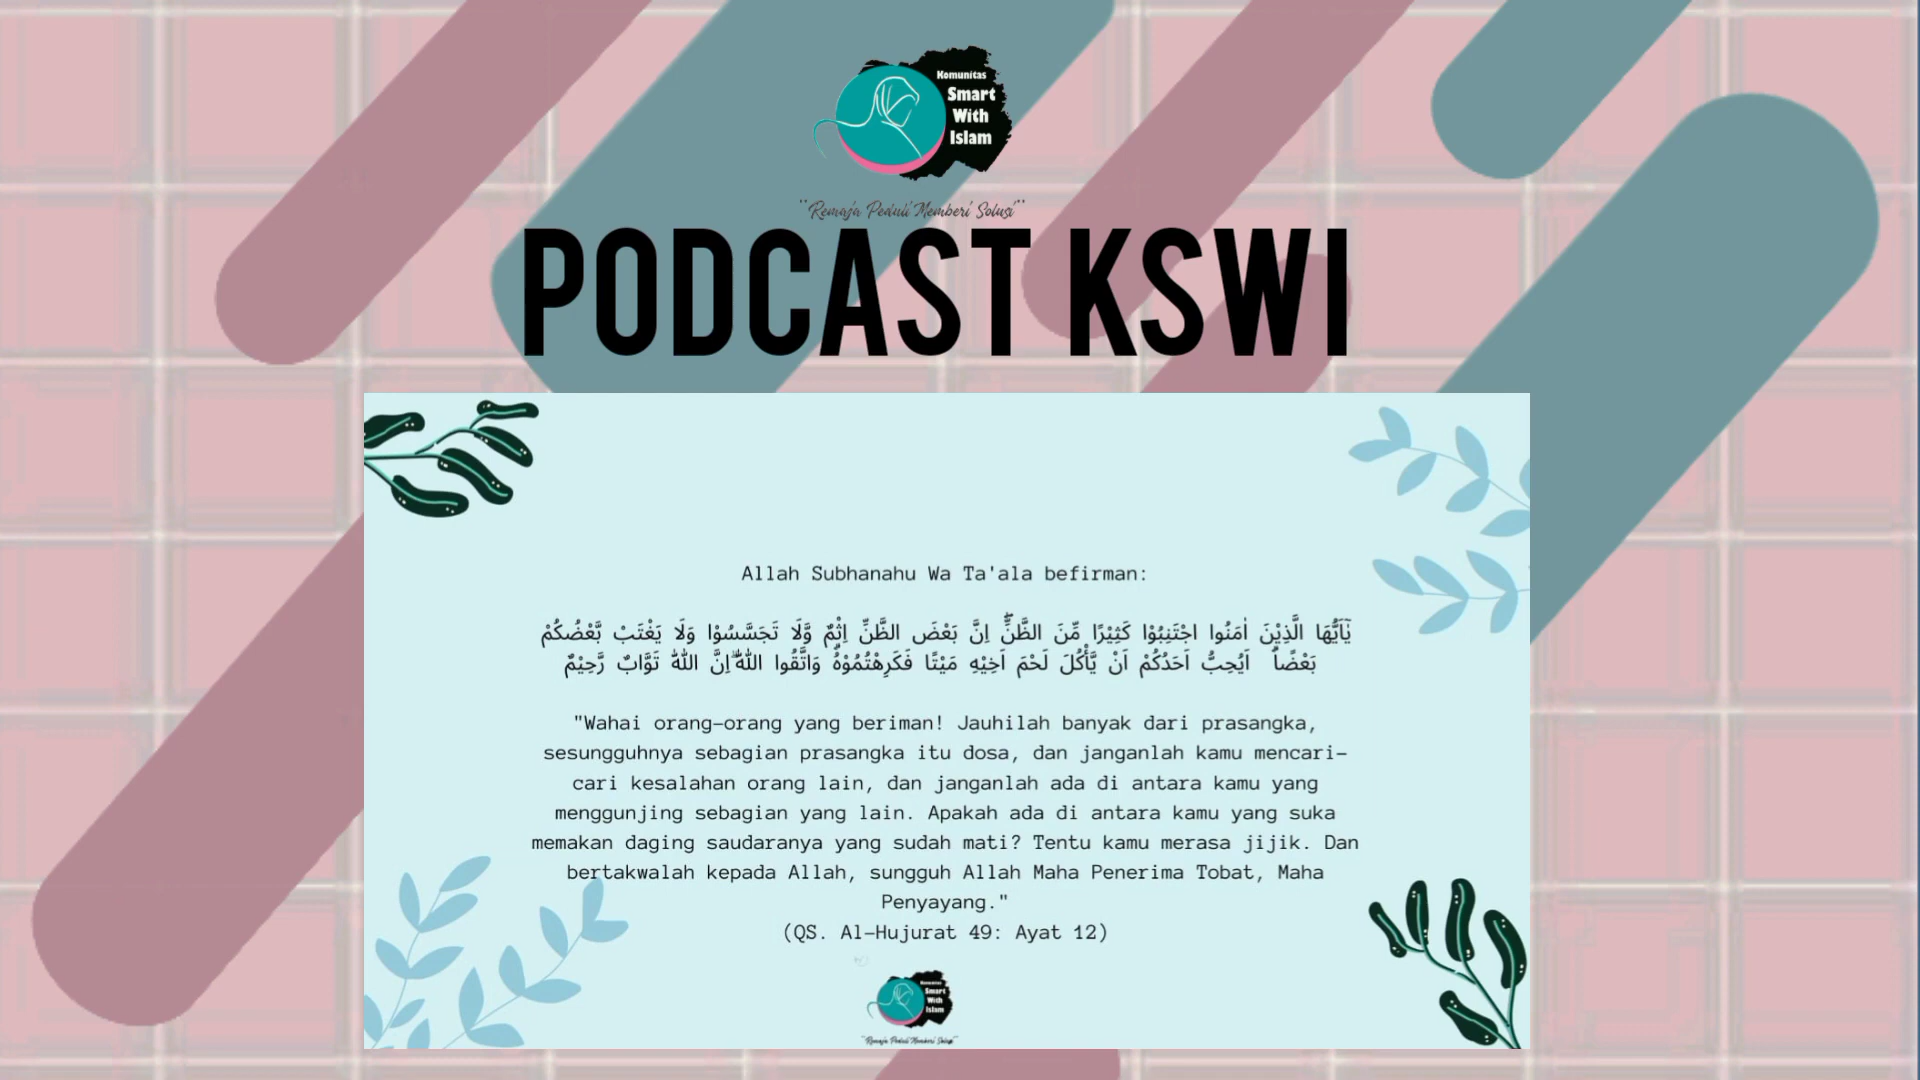 Komunitas
Smart
With
Islam
"Remaja Peduli Memberi Solusi"
PODCAST KSWI
Allah Subhanahu Wa Ta'ala befirman:
يٰۤاَيُّهَا الَّذِيْنَ اٰمَنُوا اجْتَنِبُوْا كَثِيْرًا مِّنَ الظَّنِّۖ اِنَّ بَعْضَ الظَّنِّ اِثْمٌ وَّلَا تَجَسَّسُوْا وَلَا يَغْتَبْ بَّعْضُكُمْ
بَعْضًاۗ اَيُحِبُّ اَحَدُكُمْ اَنْ يَّأْكُلَ لَحْمَ اَخِيْهِ مَيْتًا فَكَرِهْتُمُوْهُۗ وَاتَّقُوا اللّٰهَۗ اِنَّ اللّٰهَ تَوَّابٌ رَّحِيْمٌ
"Wahai orang-orang yang beriman! Jauhilah banyak dari prasangka,
sesungguhnya sebagian prasangka itu dosa, dan janganlah kamu mencari-
cari kesalahan orang lain, dan janganlah ada di antara kamu yang
menggunjing sebagian yang lain. Apakah ada di antara kamu yang suka
memakan daging saudaranya yang sudah mati? Tentu kamu merasa jijik. Dan
bertakwalah kepada Allah, sungguh Allah Maha Penerima Tobat, Maha
Penyayang."
(QS. Al-Hujurat 49: Ayat 12)
Komunitas
Smart
With
Islam
"Remaja Peduli Memberi Solusi"